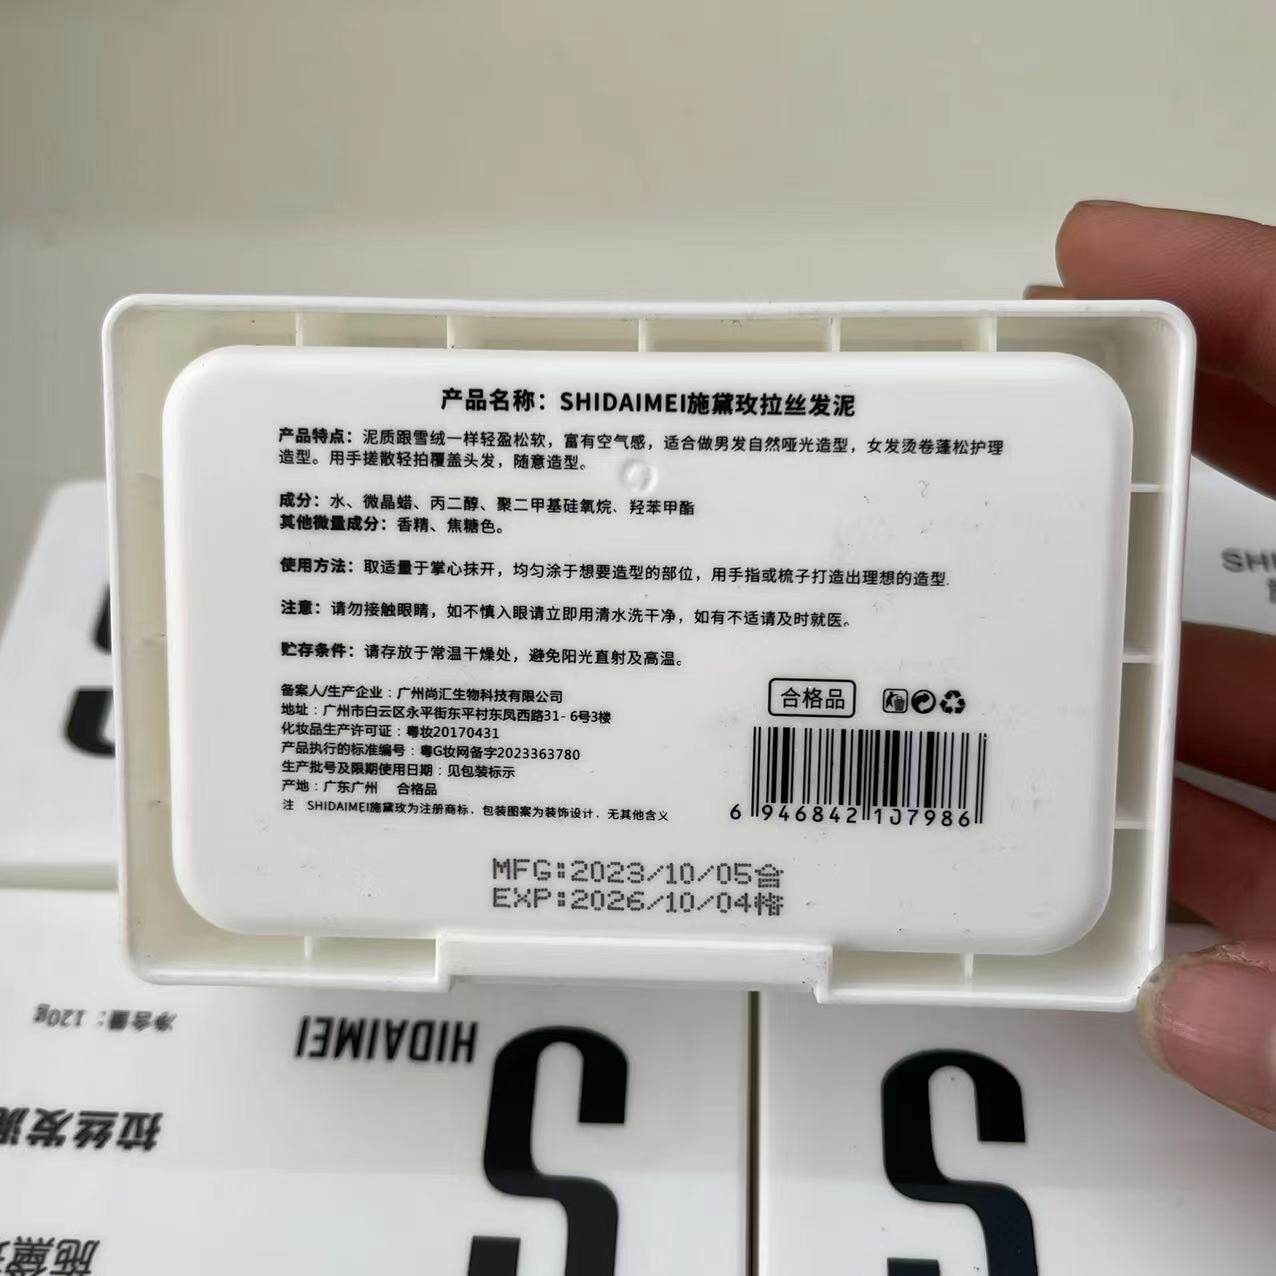 产品名称：SHIDAIMEI施黛玫拉丝发泥
产品特点：泥质跟雪绒一样轻盈松软，富有空气感，适合做男发自然哑光造型，女发烫卷蓬松护理
造型。用手搓散轻拍覆盖头发，随意造型。
成分：水、微晶蜡、丙二醇、聚二甲基硅氧烷、羟苯甲酯
其他微量成分：香精、焦糖色。
使用方法：取适量于掌心抹开，均匀涂于想要造型的部位，用手指或梳子打造出理想的造型.
注意：请勿接触眼睛，如不慎入眼请立即用清水洗干净，如有不适请及时就医。
贮存条件：请存放于常温干燥处，避免阳光直射及高温。
备案人/生产企业：广州尚汇生物科技有限公司
地址：广州市白云区永平街东平村东凤西路31- 6号3楼
化妆品生产许可证：粤妆20170431
产品执行的标准编号：粤G妆网备字2023363780
生产批号及限期使用日期：见包装标示
产地：广东广州 合格品
注 SHIDAIMEI施黛玫为注册商标、包装图案为装饰设计、无其他含义
合格品
6 946842 107986
MFG:2023/10/05合
EXP:2026/10/04格
SH
净含量：120g
HIDAIMEI
S
S
拉丝发泥
施黛